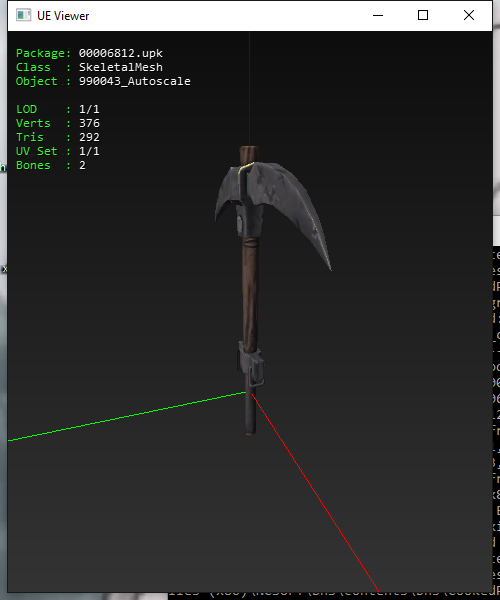 UE Viewer
Package: 00006812.upk
Class : SkeletalMesh
Object : 990043_Autoscale
LOD : 1/1
Verts : 376
Tris : 292
UV Set : 1/1
Bones : 2